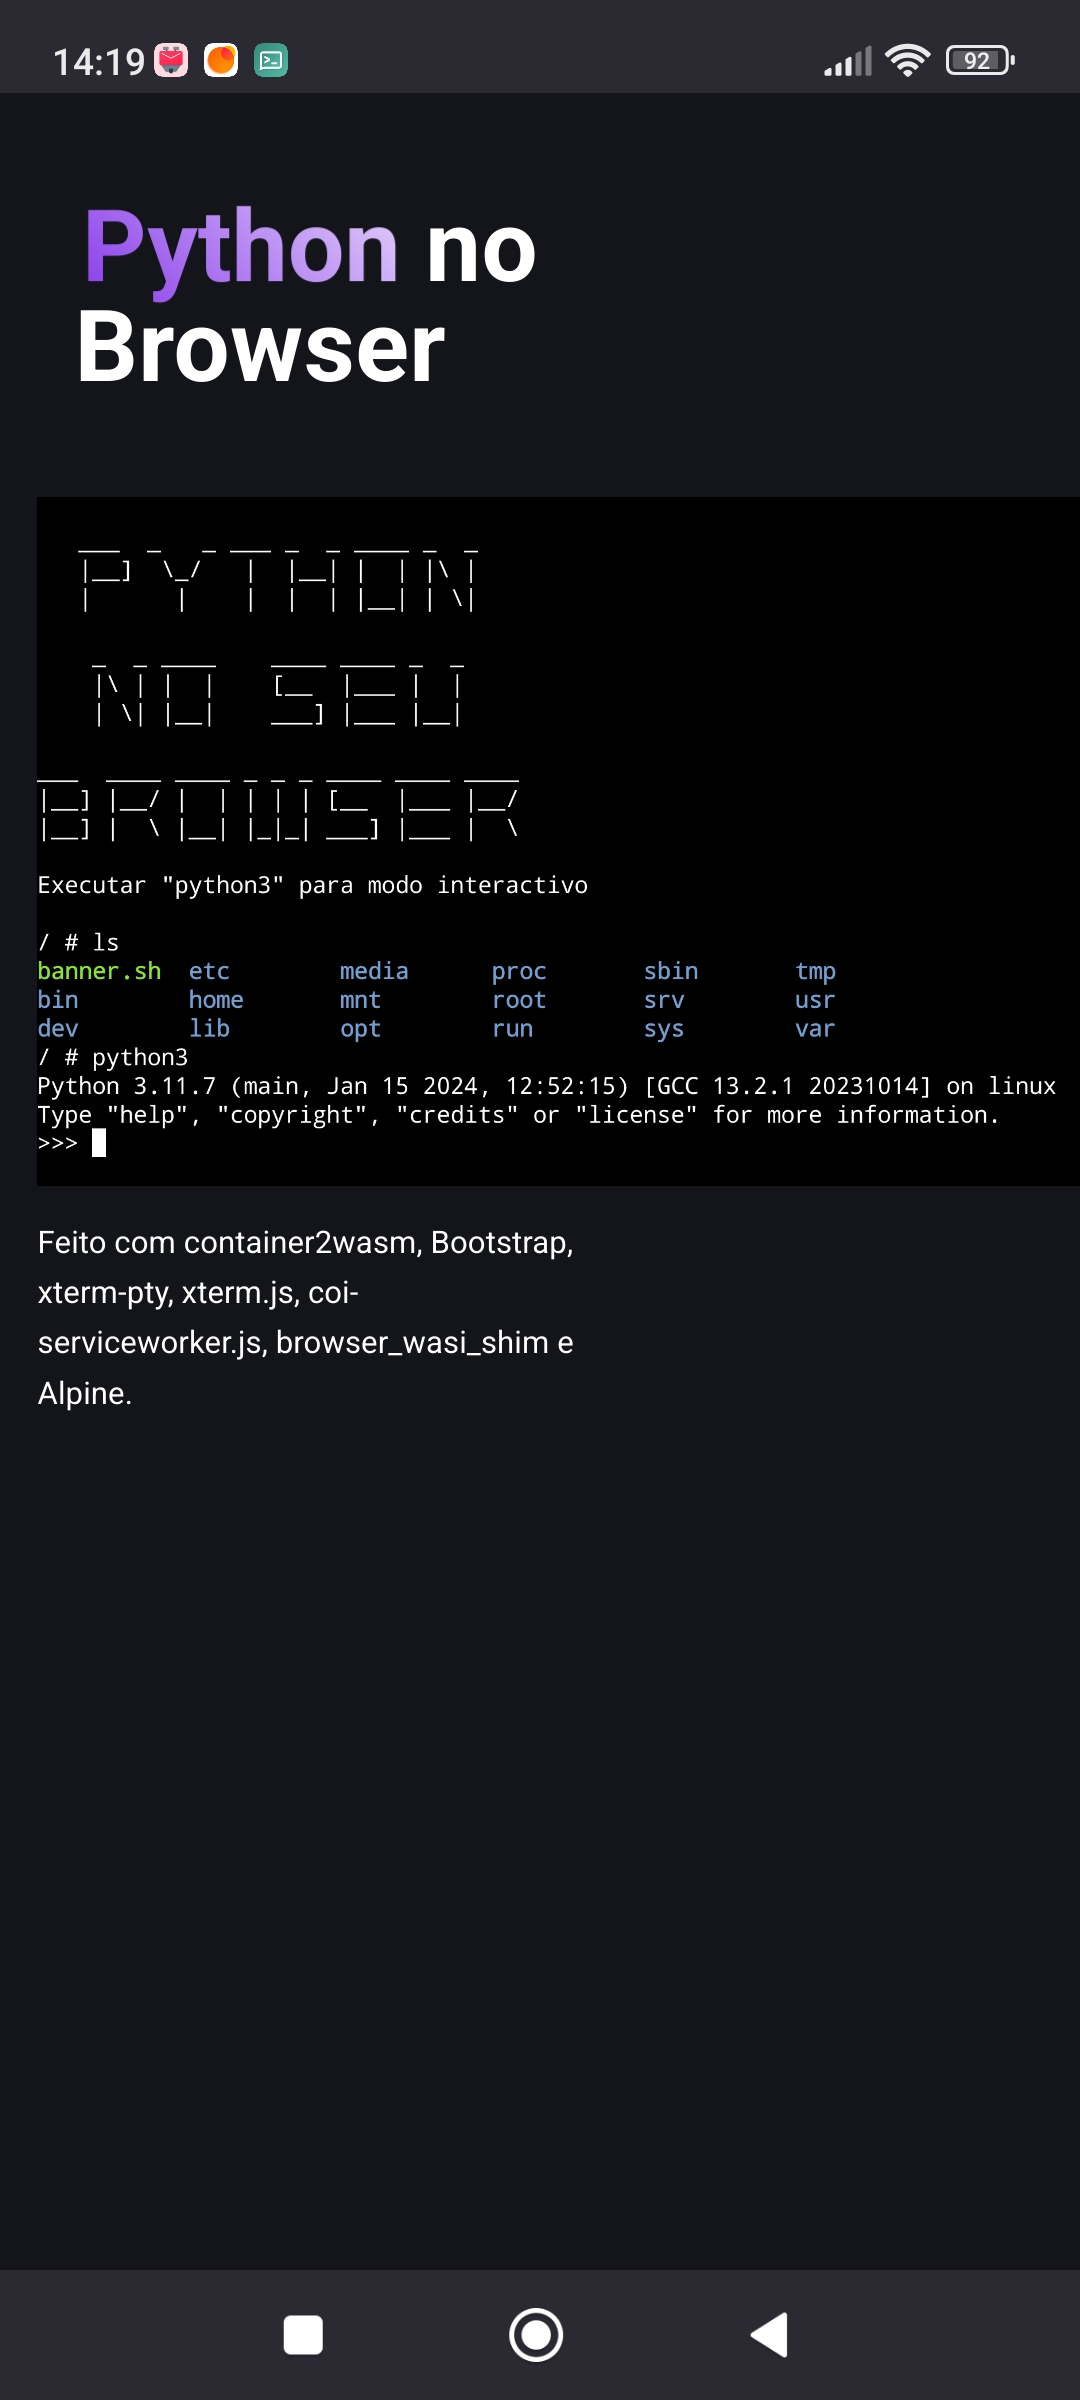 14:19
92
Python no
Browser
PYTHON
NO SEU
BROWSER
Executar "python3" para modo interactivo
/ # ls
banner.sh etc media proc sbin tmp
bin home mnt root srv usr
dev lib opt run sys var
/ # python3
Python 3.11.7 (main, Jan 15 2024, 12:52:15) [GCC 13.2.1 20231014] on linux
Type "help", "copyright", "credits" or "license" for more information.
>>>
Feito com container2wasm, Bootstrap,
xterm-pty, xterm.js, coi-
serviceworker.js, browser_wasi_shim e
Alpine.